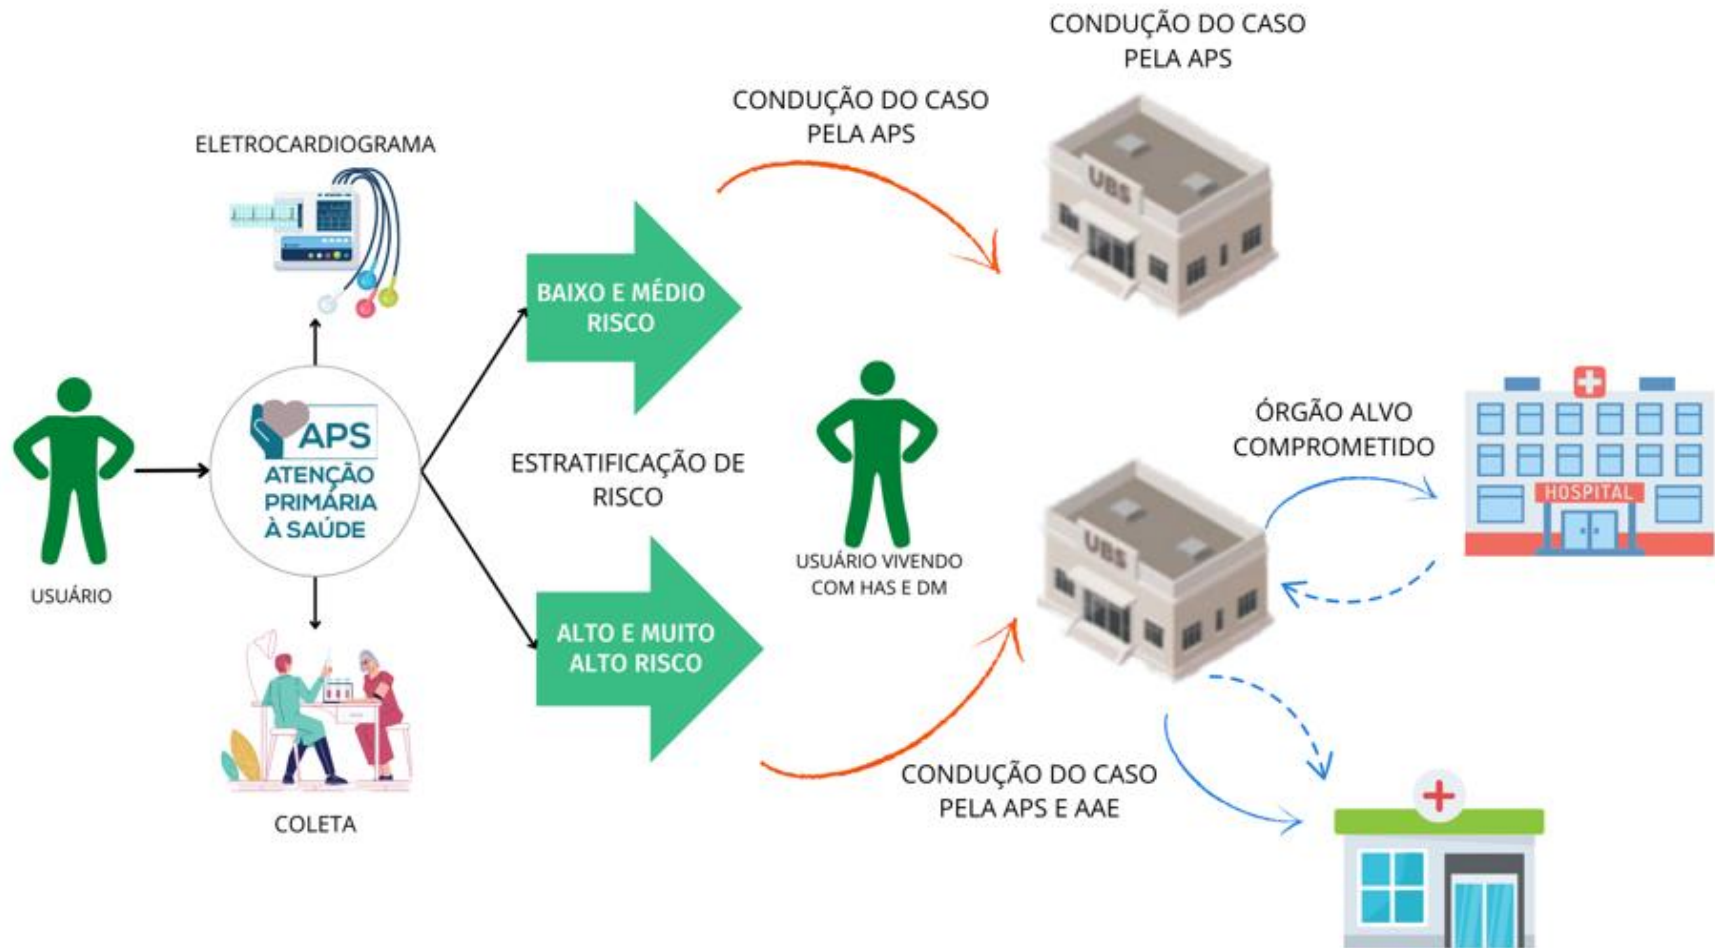 CONDUÇÃO DO CASO
PELA APS
CONDUÇÃO DO CASO
PELA APS
ELETROCARDIOGRAMA
UBS
BAIXO E MÉDIO
RISCO
APS
ATENÇÃO
PRIMÁRIA
À SAÚDE
USUÁRIO
ESTRATIFICAÇÃO DE
RISCO
USUÁRIO VIVENDO
COM HAS E DM
ÓRGÃO ALVO
COMPROMETIDO
HOSPITAL
UBS
ALTO E MUITO
ALTO RISCO
COLETA
CONDUÇÃO DO CASO
PELA APS E AAE